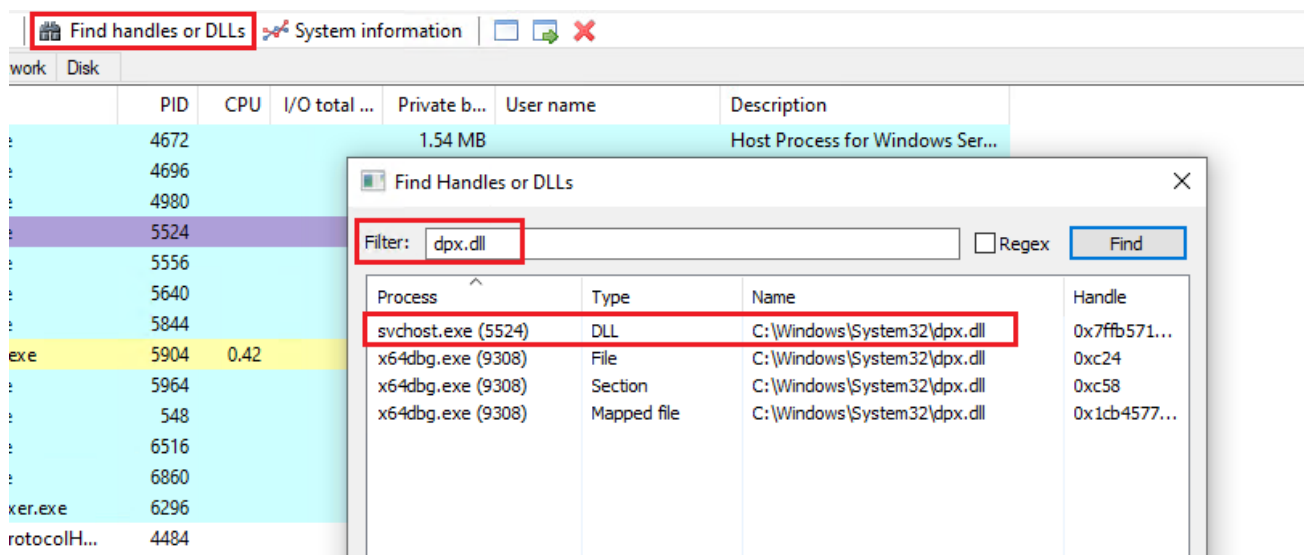 Find handles or DLLs System information
work Disk
PID CPU I/O total ... Private b... User name Description
4672 1.54 MB Host Process for Windows Ser...
4696
Find Handles or DLLs
4980
5524
Filter: dpx.dll Regex Find
5556
5640
Process Type Name Handle
5844
svchost.exe (5524) DLL C:\Windows\System32\dpx.dll 0x7ffb571...
exe 5904 0.42
x64dbg.exe (9308) File C:\Windows\System32\dpx.dll 0xc24
5964
x64dbg.exe (9308) Section C:\Windows\System32\dpx.dll 0xc58
548
x64dbg.exe (9308) Mapped file C:\Windows\System32\dpx.dll 0x1cb4577...
6516
6860
xer.exe 6296
rotocolH... 4484